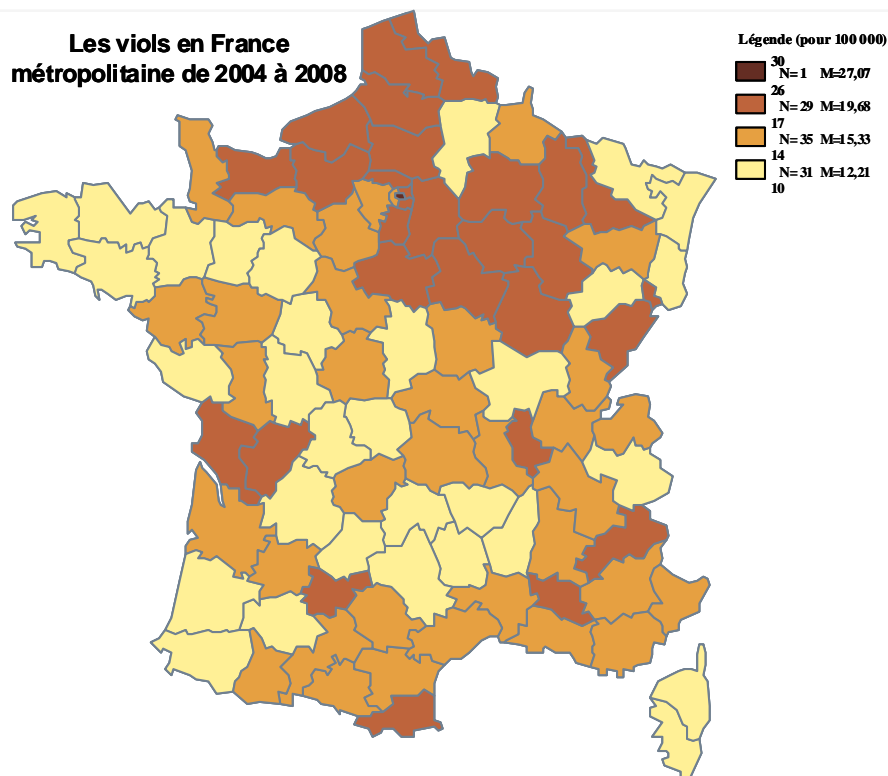 Les viols en France
métropolitaine de 2004 à 2008
Légende (pour 100 000)
30
N= 1 M=27,07
26
N= 29 M=19,68
17
N= 35 M=15,33
14
N= 31 M=12,21
10